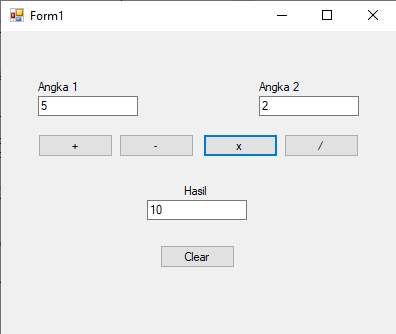 Form1
Angka 1 Angka 2
5 2
+ - x /
Hasil
10
Clear